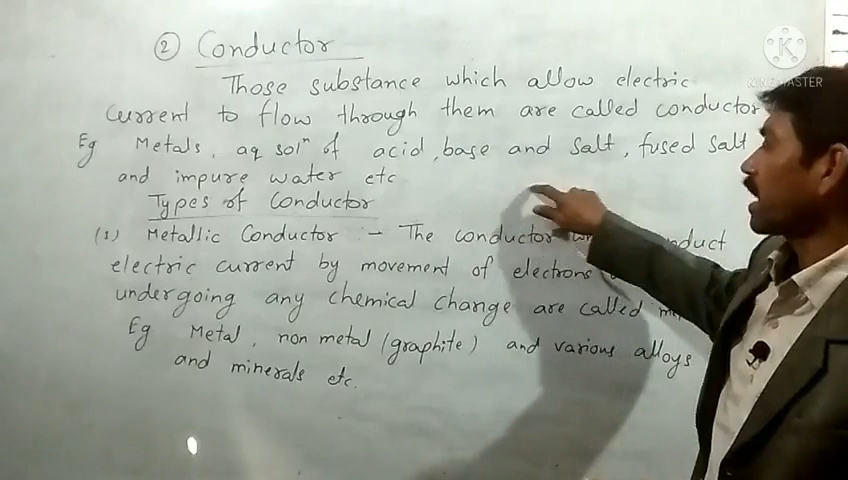 ② Conductor
Those substance which allow electric
Current to flow through them are called conductor
Eg Metals, aq solⁿ of acid, base and Salt, fused salt
and impure water etc
Types of Conductor
(1) Metallic Conductor :- The conductor duct
electric current by movement of electrons
undergoing any chemical change are called
Eg Metal, non metal (graphite) and various alloys
and minerals etc.
K
KINEMASTER